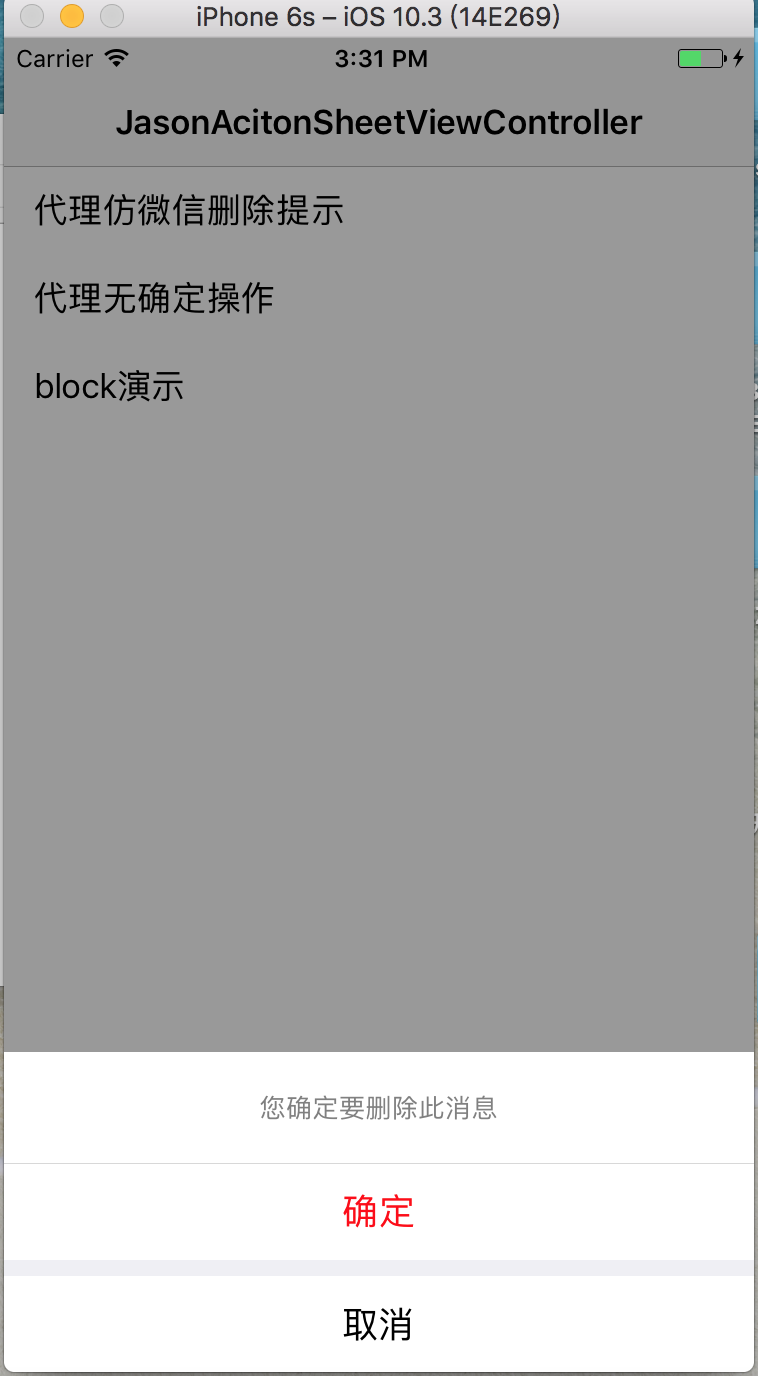 iPhone 6s – iOS 10.3 (14E269)
Carrier 3:31 PM
JasonAcitonSheetViewController
代理仿微信删除提示
代理无确定操作
block演示
您确定要删除此消息
确定
取消